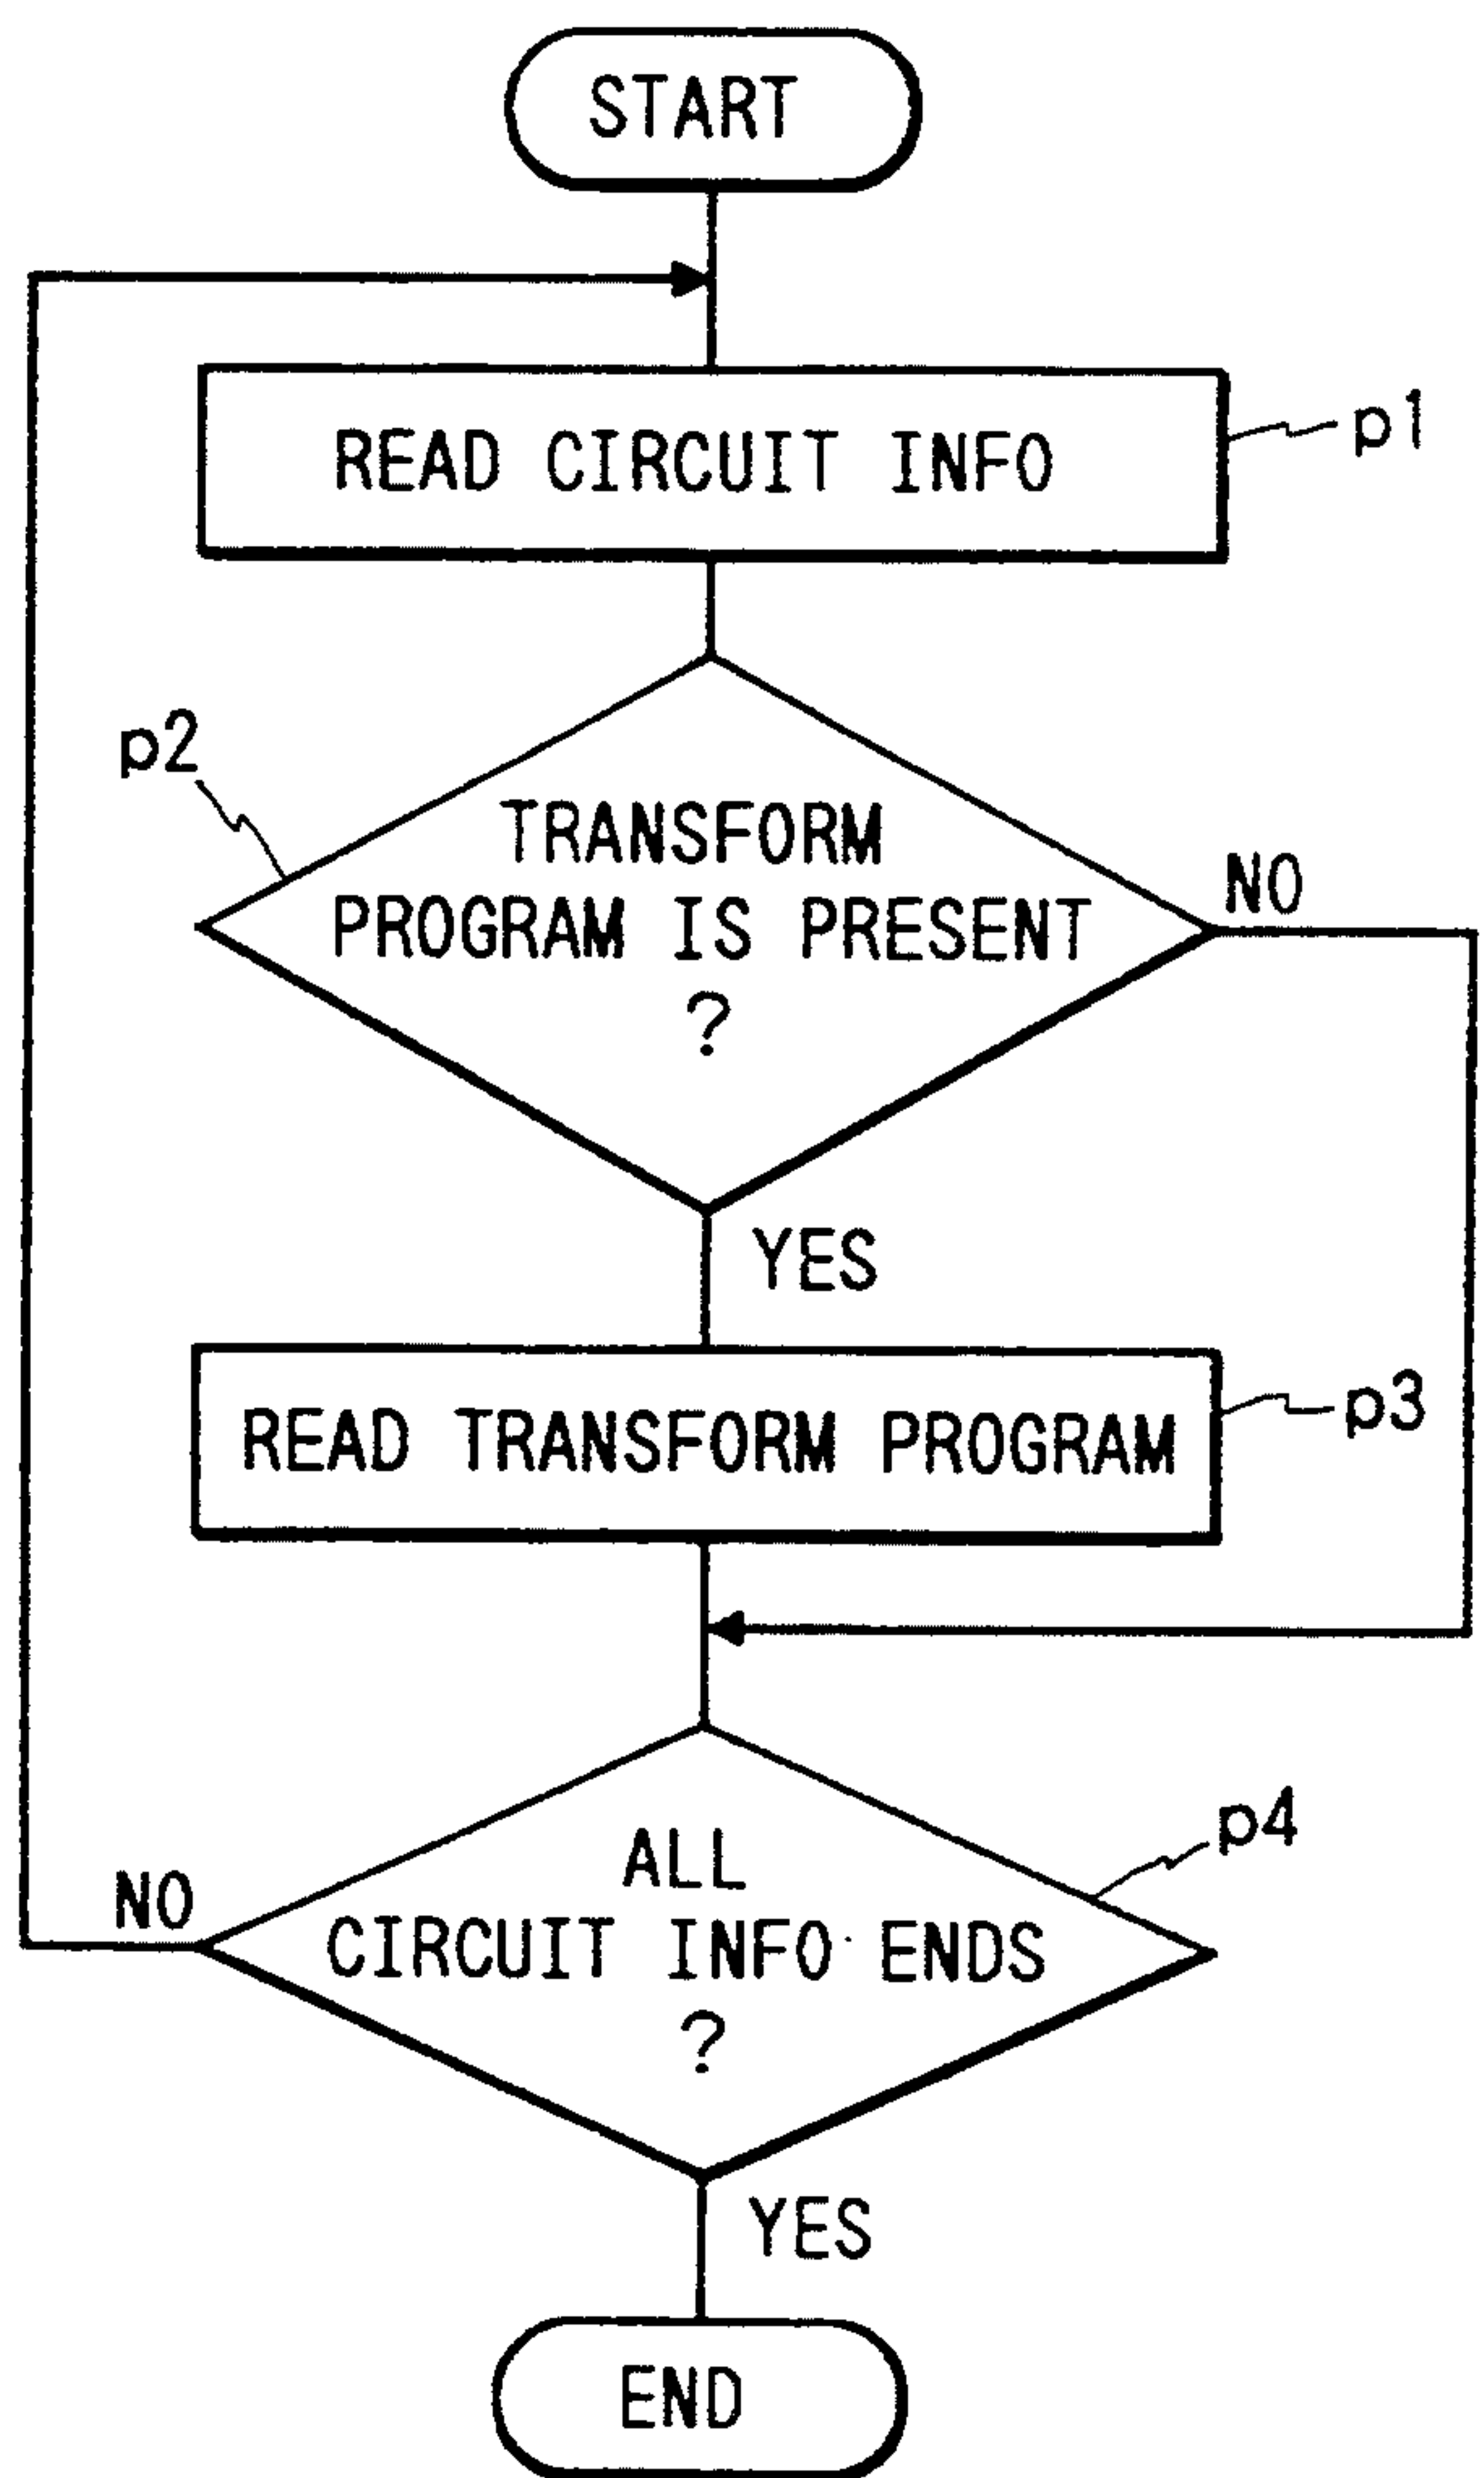 START
READ CIRCUIT INFO
p1
p2
TRANSFORM
PROGRAM IS PRESENT
?
NO
YES
READ TRANSFORM PROGRAM
p3
p4
ALL
CIRCUIT INFO ENDS
?
NO
YES
END